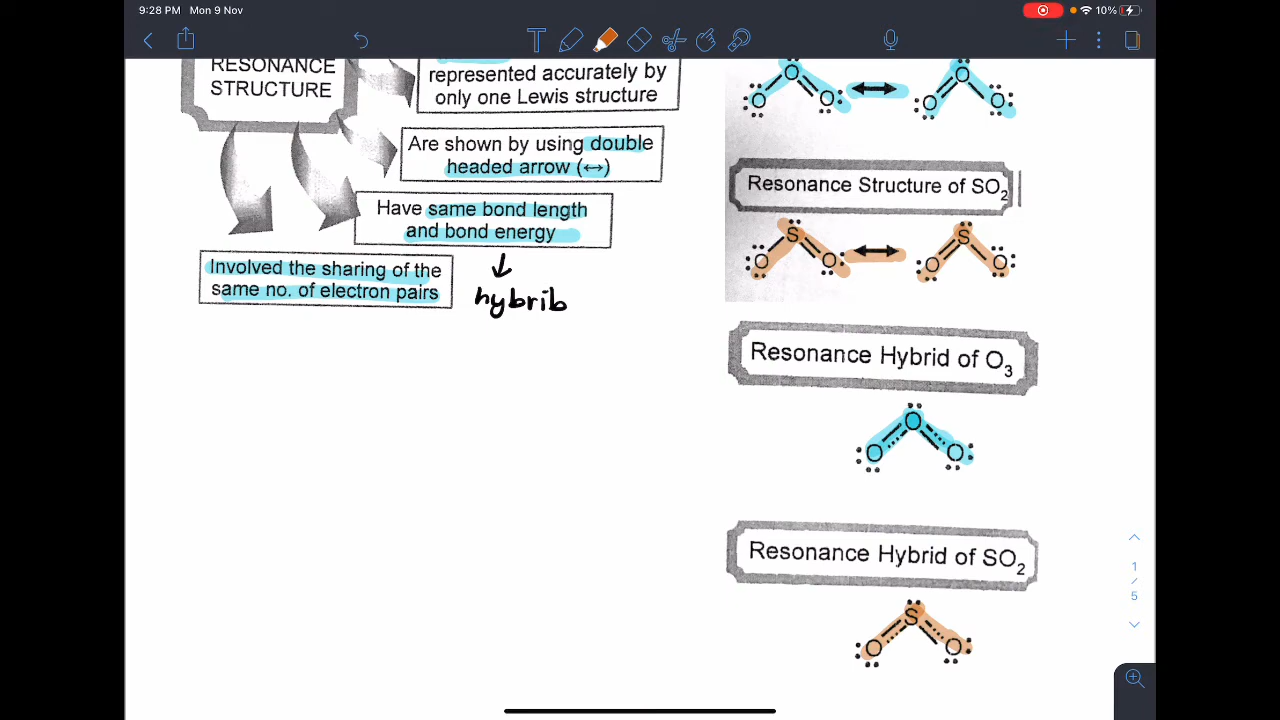 9:28 PM Mon 9 Nov
10%
T
RESONANCE
STRUCTURE
represented accurately by
only one Lewis structure
Are shown by using double
headed arrow (↔)
Have same bond length
and bond energy
Involved the sharing of the
same no. of electron pairs
hybrib
O
O O
O
O O
Resonance Structure of SO2
S
O O
S
O O
Resonance Hybrid of O3
O
O O
Resonance Hybrid of SO2
S
O O
1
/
5